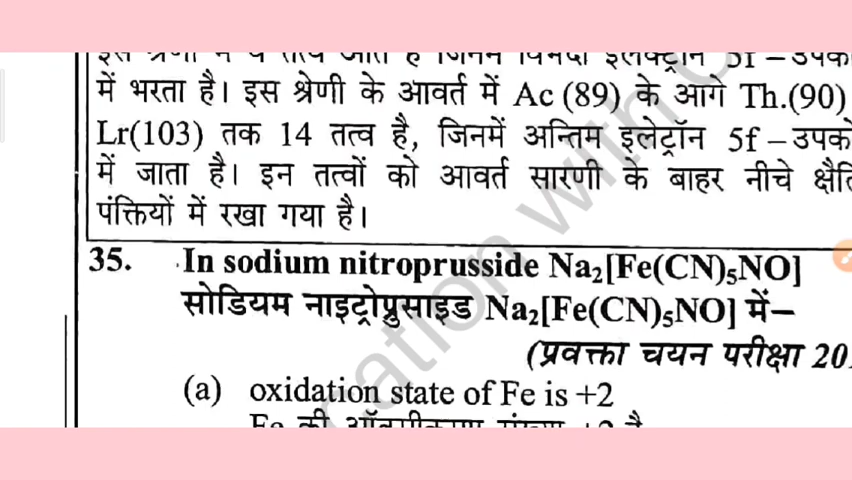 में भरता है। इस श्रेणी के आवर्त में Ac (89) के आगे Th.(90)
Lr(103) तक 14 तत्व है, जिनमें अन्तिम इलेट्रॉन 5f – उपको
में जाता है। इन तत्वों को आवर्त सारणी के बाहर नीचे क्षैति
पंक्तियों में रखा गया है।
35. In sodium nitroprusside Na₂[Fe(CN)₅NO]
सोडियम नाइट्रोप्रुसाइड Na₂[Fe(CN)₅NO] में–
(प्रवक्ता चयन परीक्षा 20
(a) oxidation state of Fe is +2